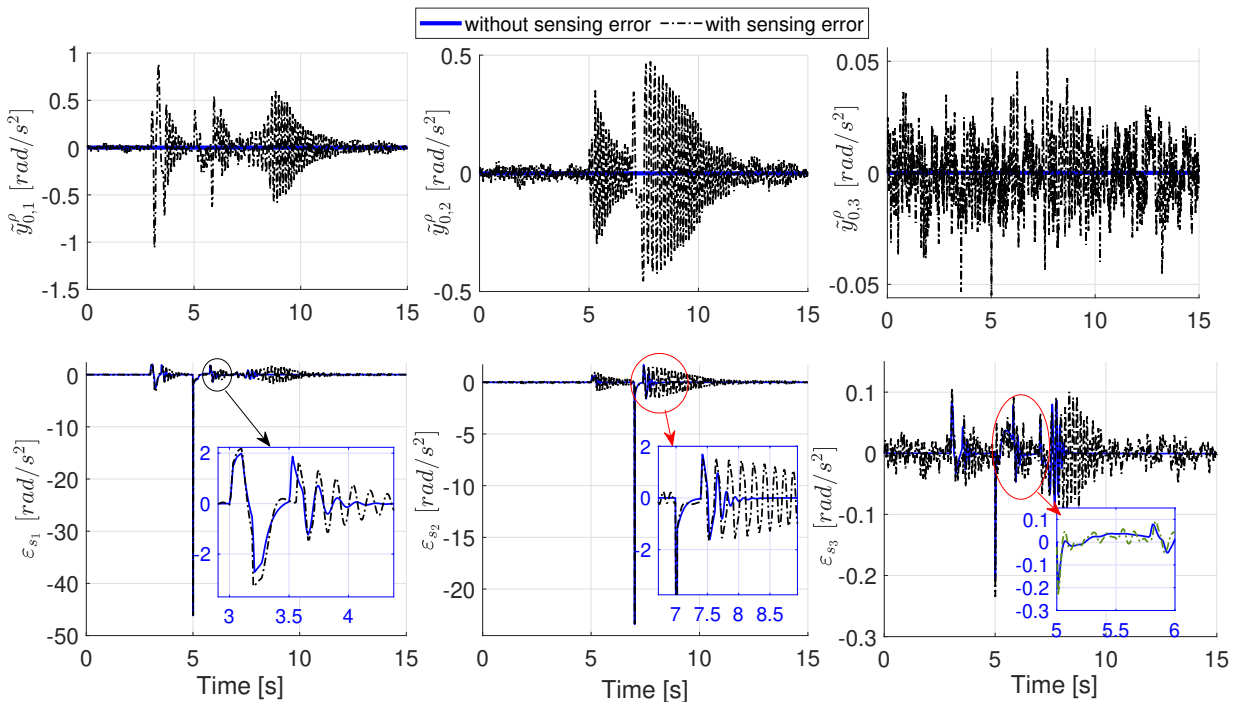 without sensing error with sensing error
ỹ^ρ_{0,1} [rad/s²]
1
0.5
0
-0.5
-1
-1.5
0 5 10 15
ỹ^ρ_{0,2} [rad/s²]
0.5
0
-0.5
0 5 10 15
ỹ^ρ_{0,3} [rad/s²]
0.05
0
-0.05
0 5 10 15
ε_{s_1} [rad/s²]
0
-10
-20
-30
-40
-50
2
0
-2
3 3.5 4
0 5 10 15
Time [s]
ε_{s_2} [rad/s²]
0
-5
-10
-15
-20
2
0
-2
7 7.5 8 8.5
0 5 10 15
Time [s]
ε_{s_3} [rad/s²]
0.1
0
-0.1
-0.2
-0.3
0.1
0
-0.1
-0.2
-0.3
5 5.5 6
0 5 10 15
Time [s]